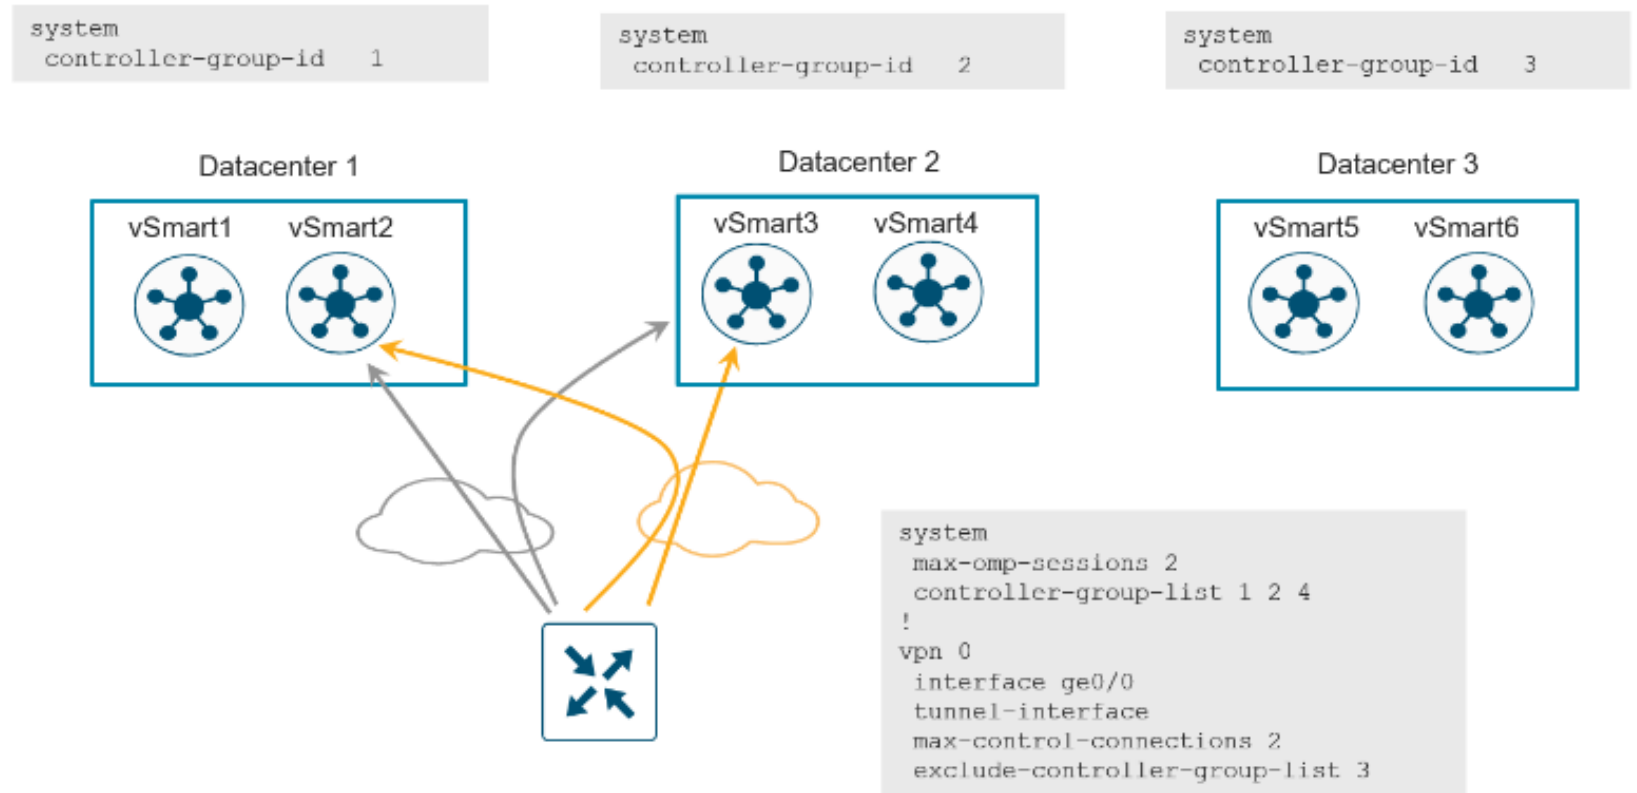 system
controller-group-id 1
system
controller-group-id 2
system
controller-group-id 3
Datacenter 1
Datacenter 2
Datacenter 3
vSmart1 vSmart2
vSmart3 vSmart4
vSmart5 vSmart6
system
max-omp-sessions 2
controller-group-list 1 2 4
!
vpn 0
interface ge0/0
tunnel-interface
max-control-connections 2
exclude-controller-group-list 3